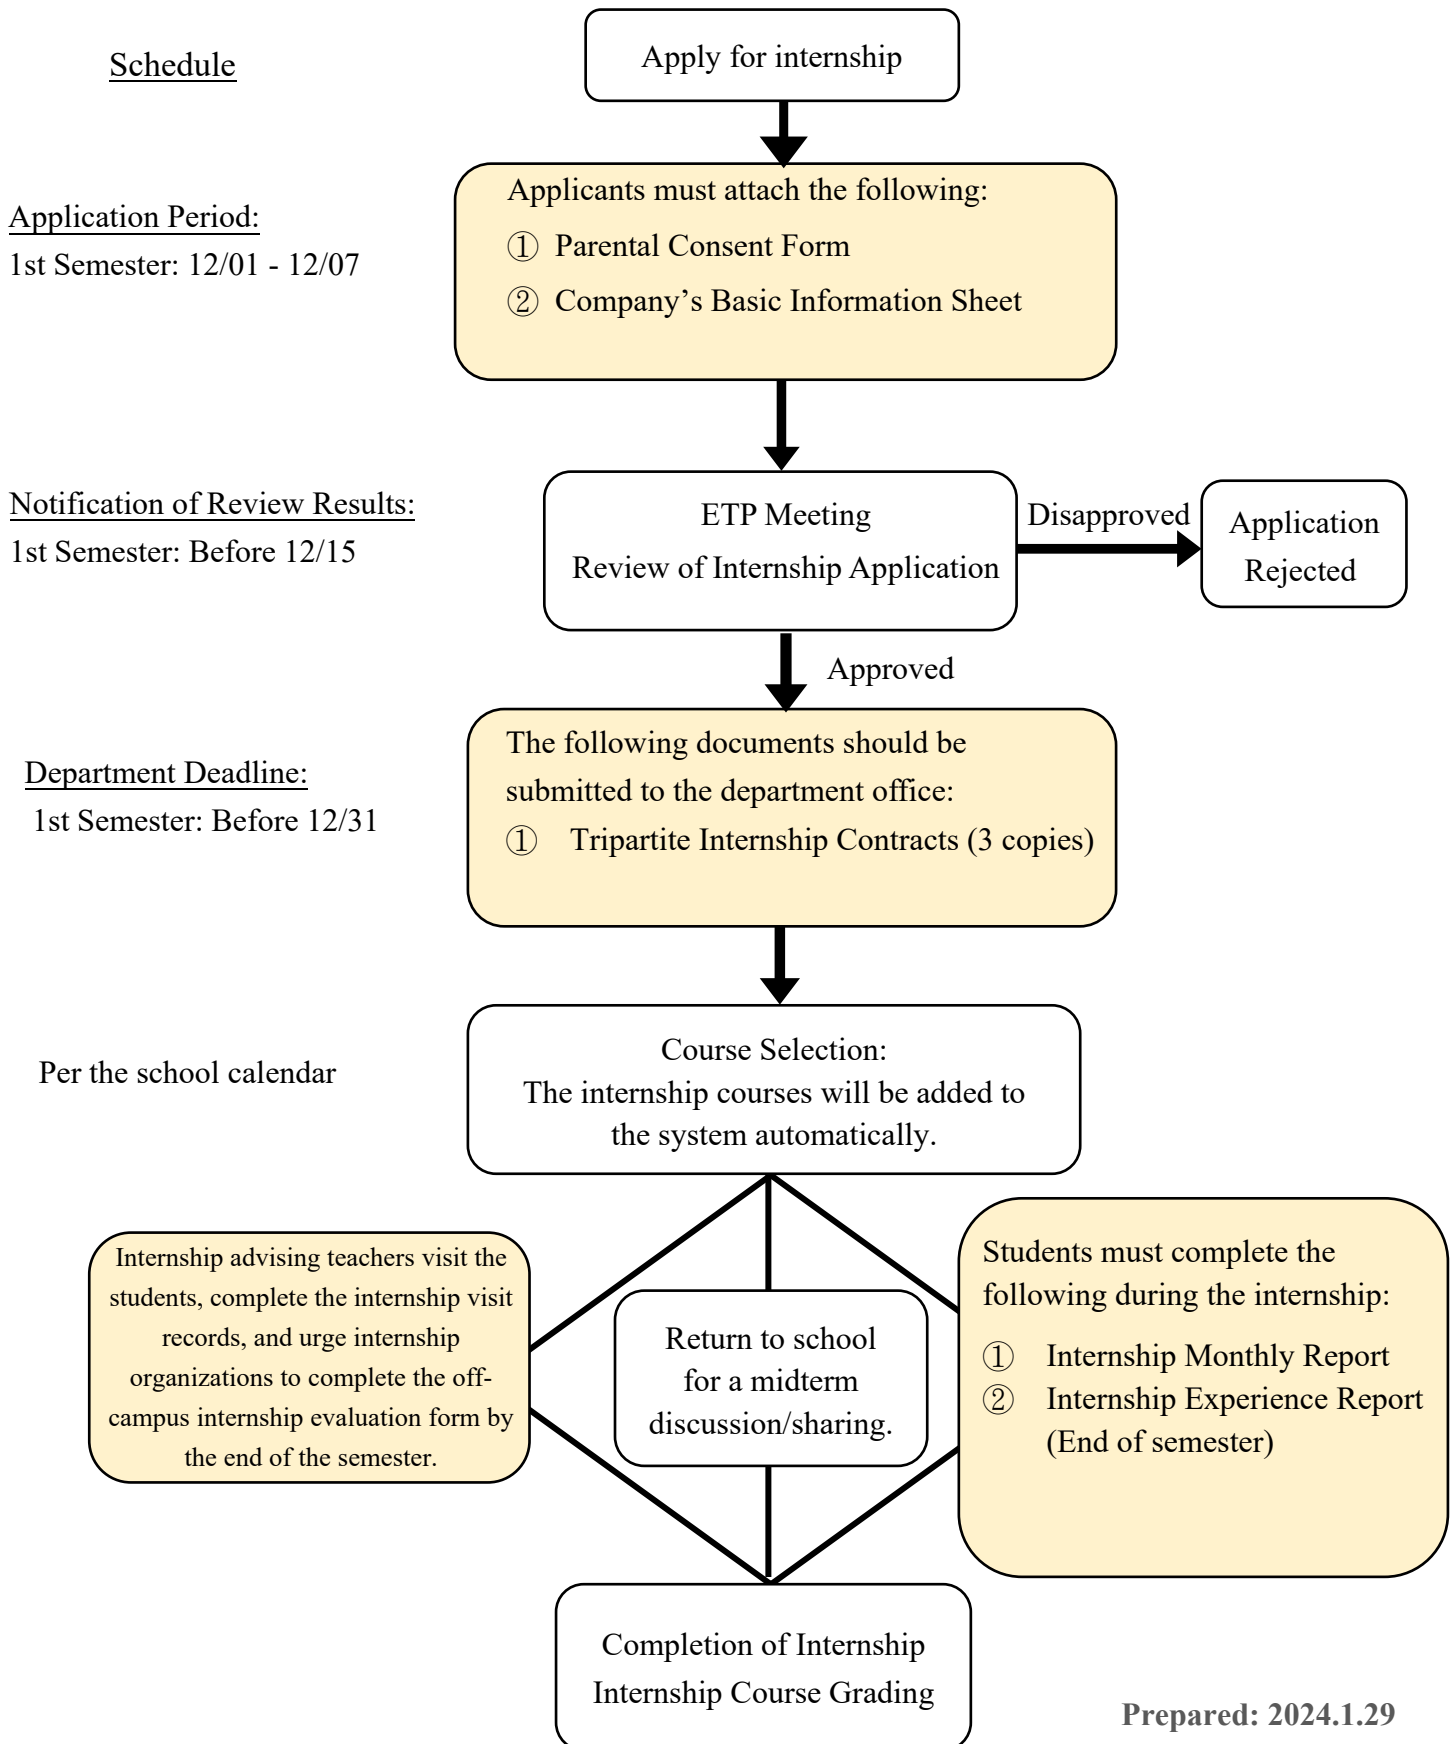 Schedule
Apply for internship
Application Period:
1st Semester: 12/01 - 12/07
Applicants must attach the following:
① Parental Consent Form
② Company’s Basic Information Sheet
Notification of Review Results:
1st Semester: Before 12/15
ETP Meeting
Review of Internship Application
Disapproved
Application
Rejected
Approved
Department Deadline:
1st Semester: Before 12/31
The following documents should be
submitted to the department office:
① Tripartite Internship Contracts (3 copies)
Per the school calendar
Course Selection:
The internship courses will be added to
the system automatically.
Internship advising teachers visit the
students, complete the internship visit
records, and urge internship
organizations to complete the off-
campus internship evaluation form by
the end of the semester.
Return to school
for a midterm
discussion/sharing.
Students must complete the
following during the internship:
① Internship Monthly Report
② Internship Experience Report
(End of semester)
Completion of Internship
Internship Course Grading
Prepared: 2024.1.29